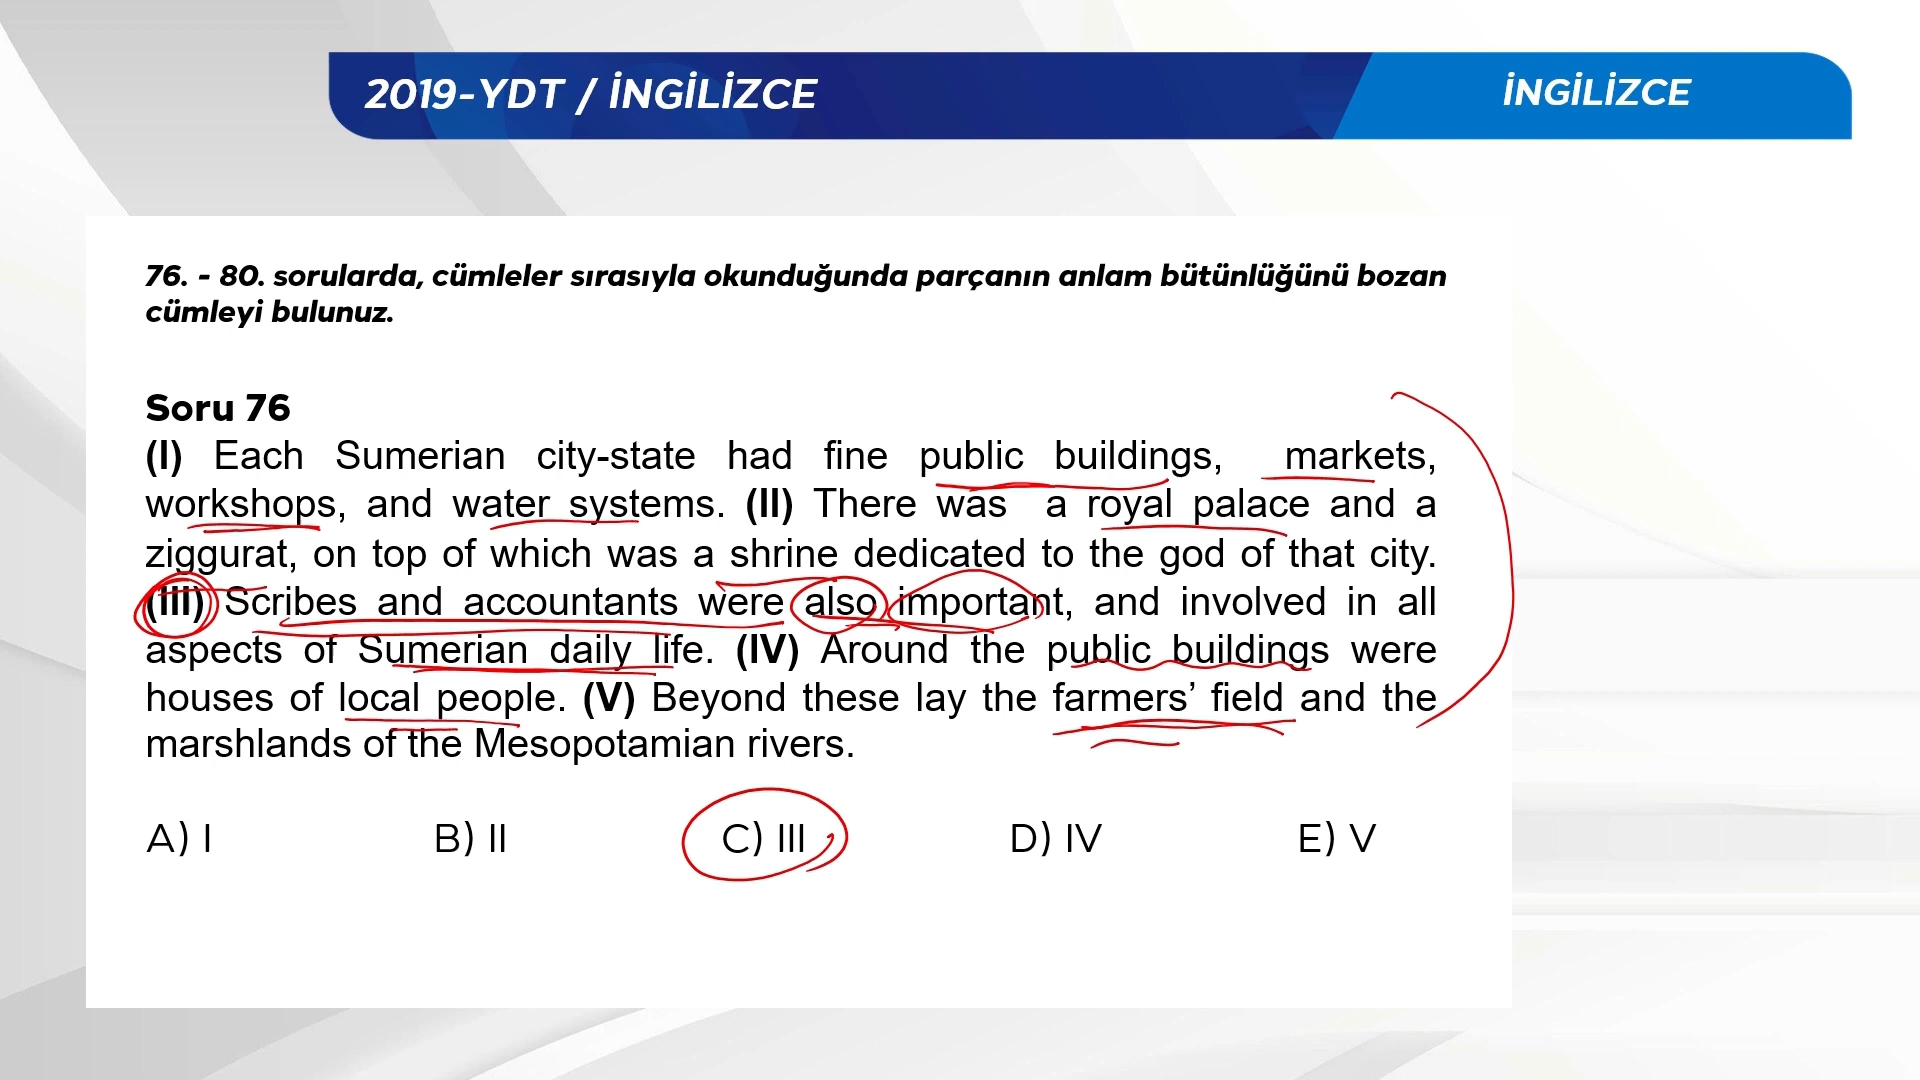 2019-YDT / İNGİLİZCE
İNGİLİZCE
76. - 80. sorularda, cümleler sırasıyla okunduğunda parçanın anlam bütünlüğünü bozan
cümleyi bulunuz.
Soru 76
(I) Each Sumerian city-state had fine public buildings, markets,
workshops, and water systems. (II) There was a royal palace and a
ziggurat, on top of which was a shrine dedicated to the god of that city.
(III) Scribes and accountants were also important, and involved in all
aspects of Sumerian daily life. (IV) Around the public buildings were
houses of local people. (V) Beyond these lay the farmers’ field and the
marshlands of the Mesopotamian rivers.
A) I B) II C) III D) IV E) V